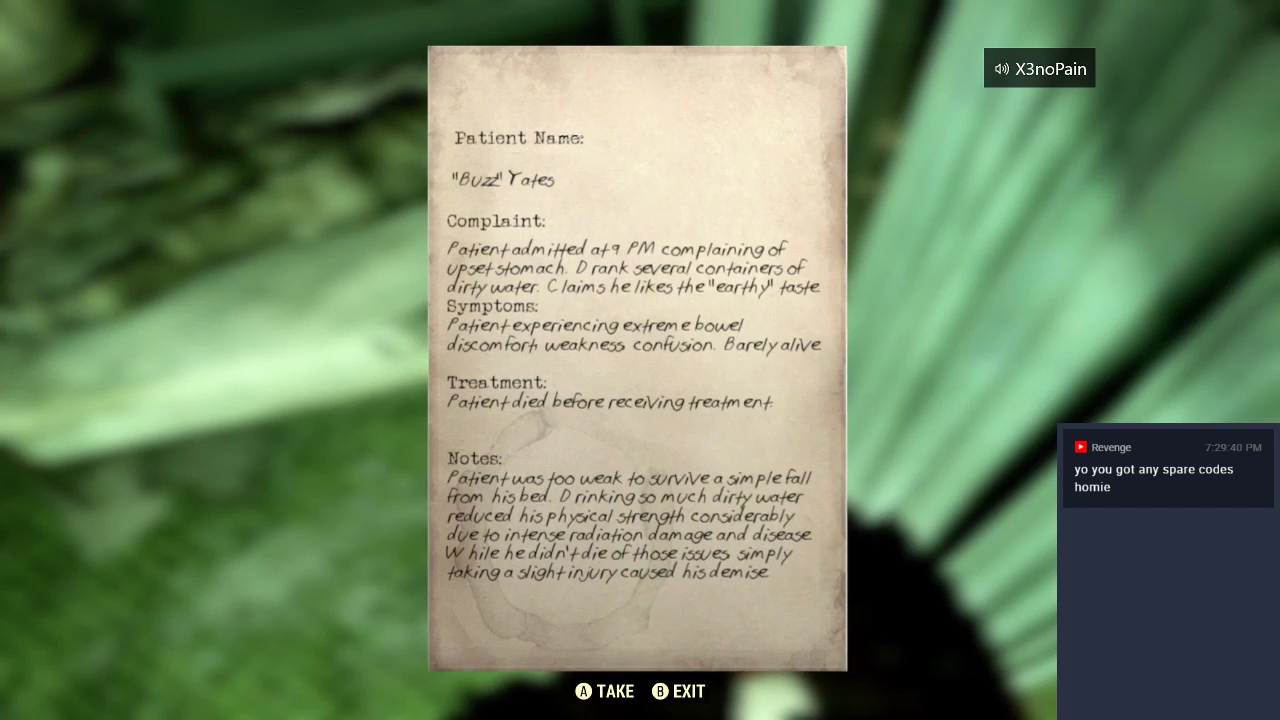 X3noPain
Patient Name:
"Buzz" Yates
Complaint:
Patient admitted at 9 PM complaining of
upset stomach. Drank several containers of
dirty water. Claims he likes the "earthy" taste
Symptoms:
Patient experiencing extreme bowel
discomfort, weakness, confusion. Barely alive
Treatment:
Patient died before receiving treatment.
Notes:
Patient was too weak to survive a simple fall
from his bed. Drinking so much dirty water
reduced his physical strength considerably
due to intense radiation damage and disease
While he didn't die of those issues, simply
taking a slight injury caused his demise
A TAKE B EXIT
Revenge 7:29:40 PM
yo you got any spare codes
homie